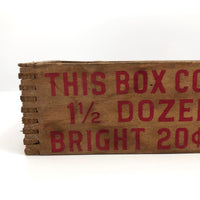 THIS BOX CO
1½ DOZE
BRIGHT 20¢